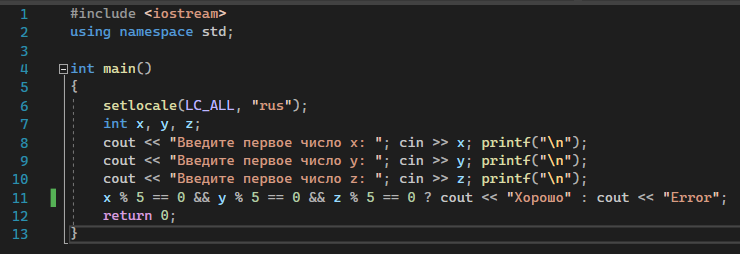 1 #include <iostream>
2 using namespace std;
3
4 int main()
5 {
6 setlocale(LC_ALL, "rus");
7 int x, y, z;
8 cout << "Введите первое число x: "; cin >> x; printf("\n");
9 cout << "Введите первое число y: "; cin >> y; printf("\n");
10 cout << "Введите первое число z: "; cin >> z; printf("\n");
11 x % 5 == 0 && y % 5 == 0 && z % 5 == 0 ? cout << "Хорошо" : cout << "Error";
12 return 0;
13 }